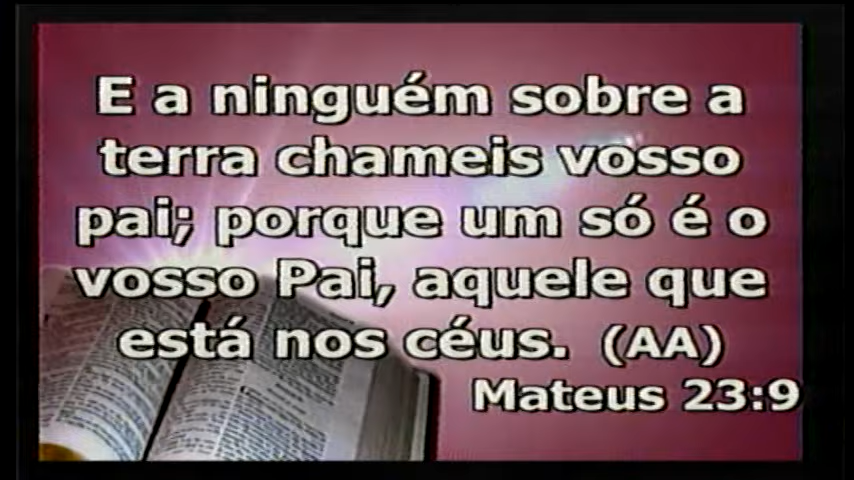 E a ninguém sobre a
terra chameis vosso
pai; porque um só é o
vosso Pai, aquele que
está nos céus. (AA)
Mateus 23:9